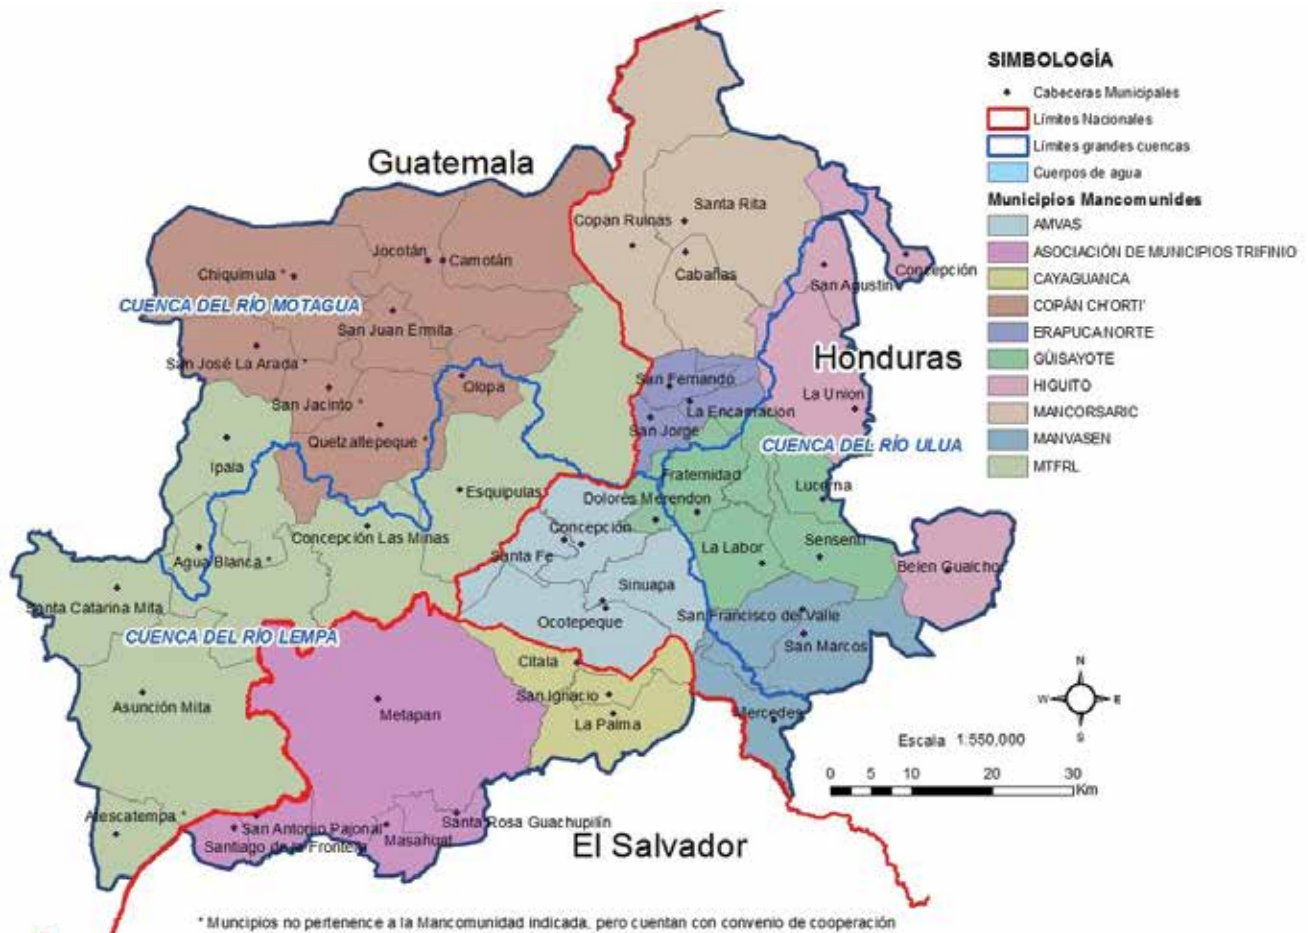 Guatemala
Honduras
El Salvador
CUENCA DEL RÍO MOTAGUA
CUENCA DEL RÍO ULUA
CUENCA DEL RÍO LEMPA
Copan Ruinas
Santa Rita
Cabañas
Concepción
San Agustin
La Union
Jocotán
Camotán
Chiquimula *
San Juan Ermita
San José La Arada *
San Jacinto *
Olopa
Quetzaltepeque *
San Fernando
La Encarnacion
San Jorge
Ipala
Esquipulas
Fraternidad
Dolores Merendon
Lucerna
Concepción
Santa Fe
La Labor
Sensenti
Concepción Las Minas
Agua Blanca *
Belen Gualcho
Santa Catarina Mita
Sinuapa
Ocotepeque
San Francisco del Valle
San Marcos
Citala
San Ignacio
La Palma
Mercedes
Asunción Mita
Metapan
Atescatempa *
San Antonio Pajonal
Santiago de la Frontera
Masahuat
Santa Rosa Guachupilín
SIMBOLOGÍA
Cabeceras Municipales
Límites Nacionales
Límites grandes cuencas
Cuerpos de agua
Municipios Mancomunides
AMVAS
ASOCIACIÓN DE MUNICIPIOS TRIFINIO
CAYAGUANCA
COPÁN CH'ORTI'
ERAPUCA NORTE
GÜISAYOTE
HIGUITO
MANCORSARIC
MANVASEN
MTFRL
N
W E
S
Escala 1:550,000
0 5 10 20 30
Km
* Muncipios no pertenence a la Mancomunidad indicada, pero cuentan con convenio de cooperación